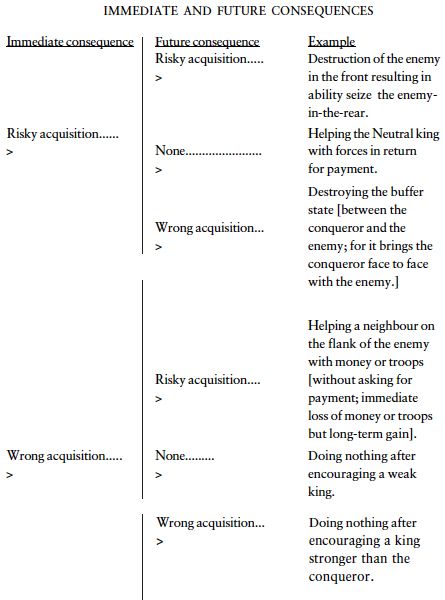 IMMEDIATE AND FUTURE CONSEQUENCES
Immediate consequence Future consequence Example
Risky acquisition..... Destruction of the enemy
> in the front resulting in
ability seize the enemy-
in-the-rear.
Risky acquisition...... Helping the Neutral king
> None....................... with forces in return
> for payment.
Destroying the buffer
state [between the
Wrong acquisition... conqueror and the
> enemy; for it brings the
conqueror face to face
with the enemy.]
Helping a neighbour on
the flank of the enemy
with money or troops
Risky acquisition.... [without asking for
> payment; immediate
loss of money or troops
but long-term gain].
Wrong acquisition..... None......... Doing nothing after
> > encouraging a weak
king.
Wrong acquisition... Doing nothing after
> encouraging a king
stronger than the
conqueror.